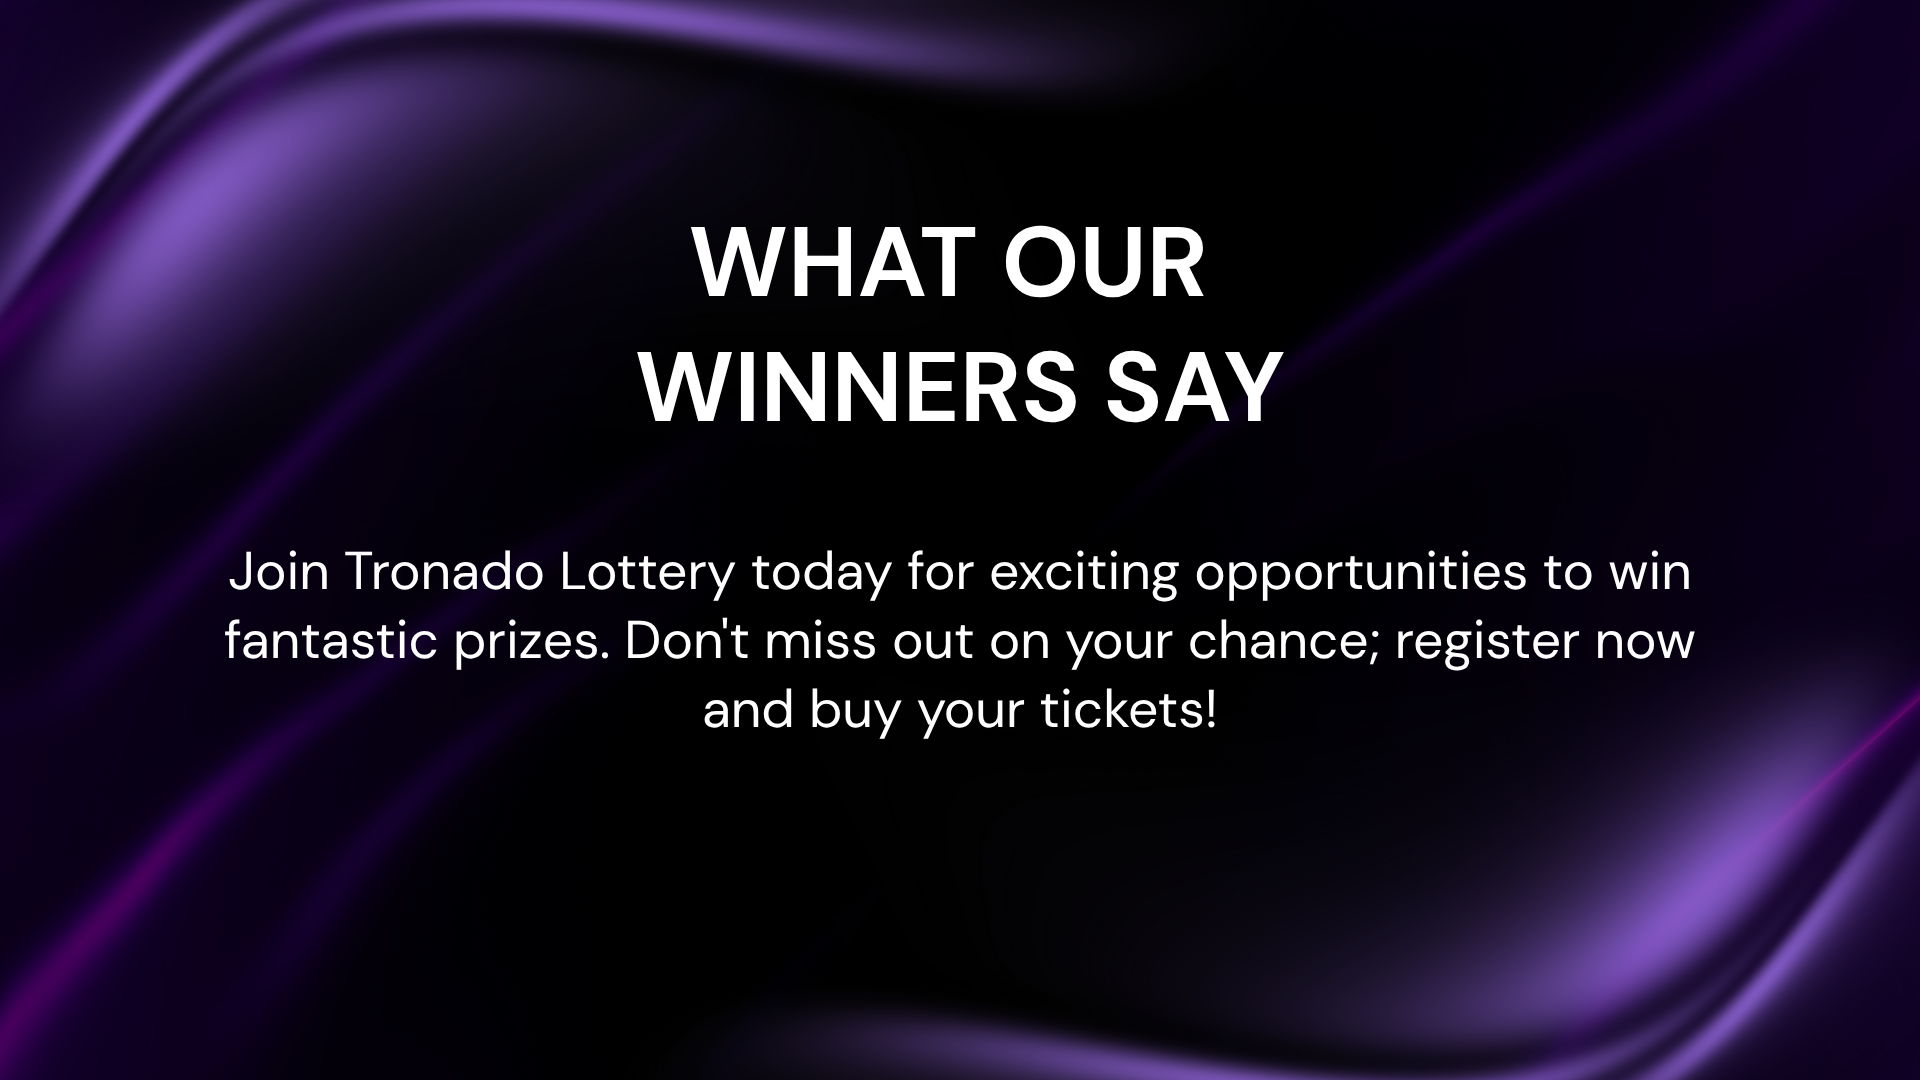 WHAT OUR
WINNERS SAY
Join Tronado Lottery today for exciting opportunities to win
fantastic prizes. Don't miss out on your chance; register now
and buy your tickets!